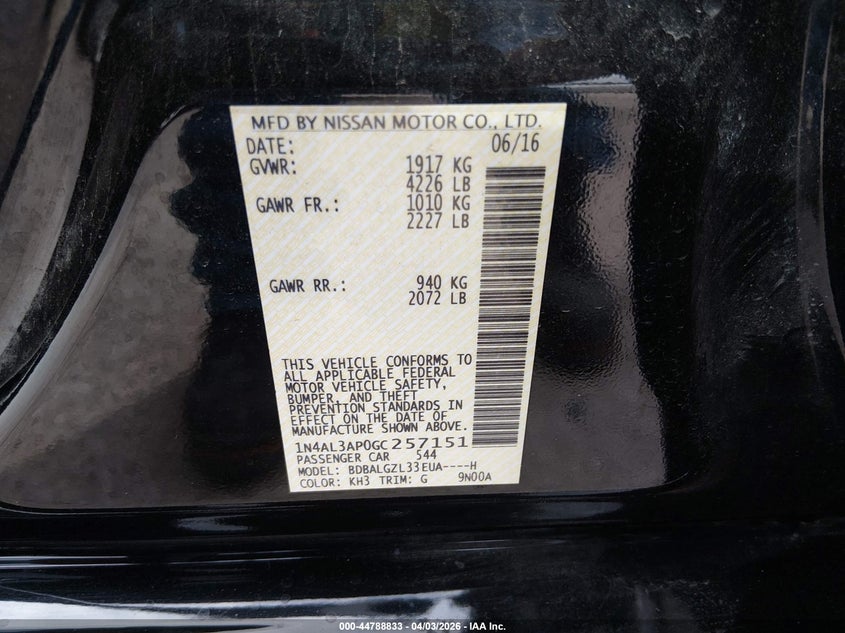 MFD BY NISSAN MOTOR CO., LTD.
DATE: 06/16
GVWR: 1917 KG
4226 LB
GAWR FR.: 1010 KG
2227 LB
GAWR RR.: 940 KG
2072 LB
THIS VEHICLE CONFORMS TO
ALL APPLICABLE FEDERAL
MOTOR VEHICLE SAFETY,
BUMPER, AND THEFT
PREVENTION STANDARDS IN
EFFECT ON THE DATE OF
MANUFACTURE SHOWN ABOVE.
1N4AL3AP0GC257151
PASSENGER CAR 544
MODEL: BDBALGZL33EUA----H
COLOR: KH3 TRIM: G 9N00A
000-44788833 - 04/03/2026 - IAA Inc.